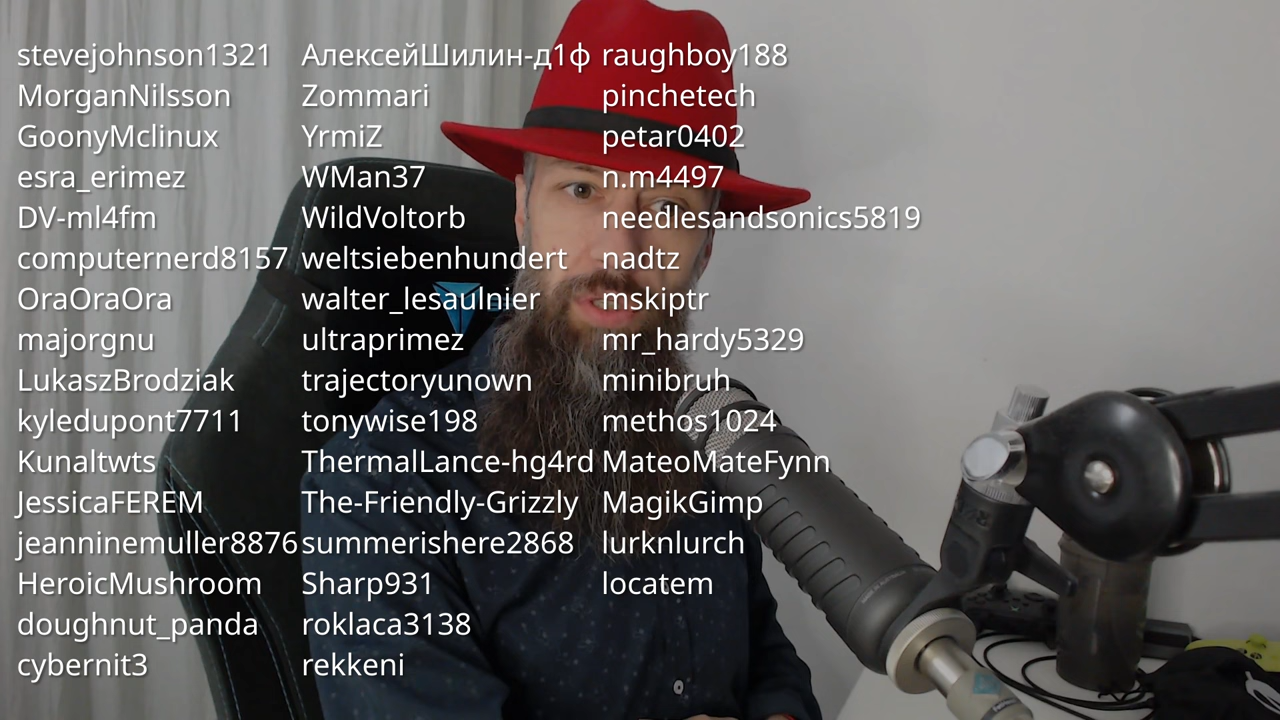 stevejohnson1321
MorganNilsson
GoonyMclinux
esra_erimez
DV-ml4fm
computernerd8157
OraOraOra
majorgnu
LukaszBrodziak
kyledupont7711
Kunaltwts
JessicaFEREM
jeanninemuller8876
HeroicMushroom
doughnut_panda
cybernit3
АлексейШилин-д1ф
Zommari
YrmiZ
WMan37
WildVoltorb
weltsiebenhundert
walter_lesaulnier
ultraprimez
trajectoryunown
tonywise198
ThermalLance-hg4rd
The-Friendly-Grizzly
summerishere2868
Sharp931
roklaca3138
rekkeni
raughboy188
pinchetech
petar0402
n.m4497
needlesandsonics5819
nadtz
mskiptr
mr_hardy5329
minibruh
methos1024
MateoMateFynn
MagikGimp
lurknlurch
locatem